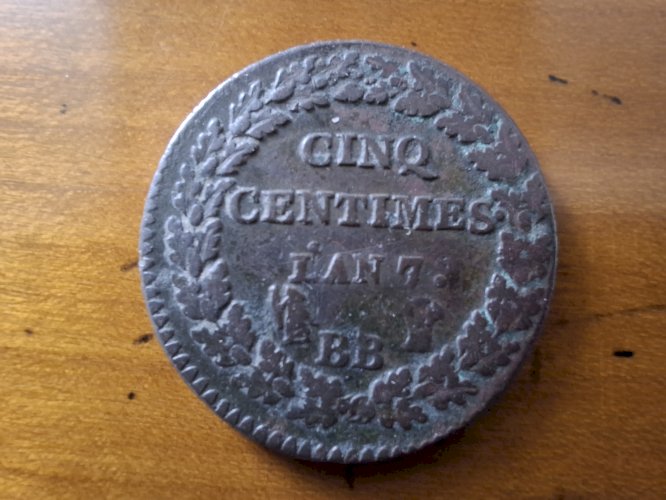 CINQ
CENTIMES.
L'AN 7.
BB